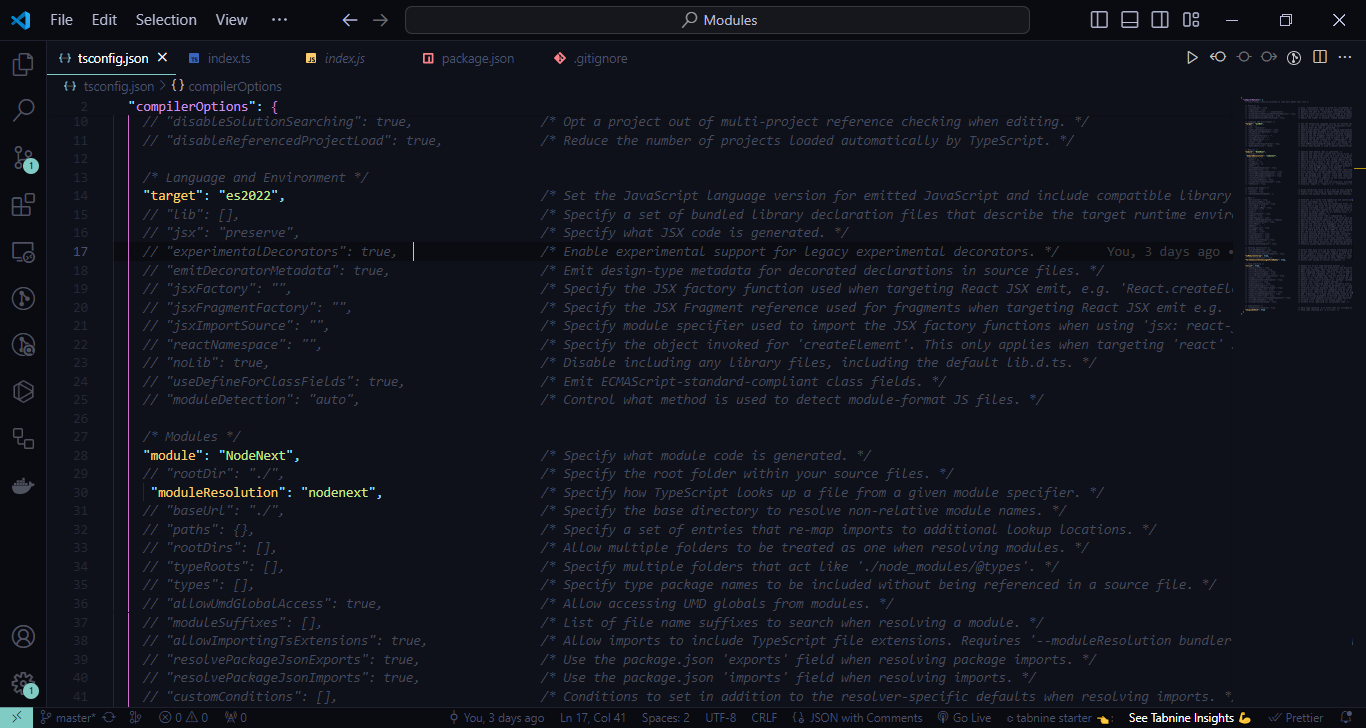 File Edit Selection View ··· Modules
tsconfig.json index.ts index.js package.json .gitignore
tsconfig.json > {} compilerOptions
2 "compilerOptions": {
10 // "disableSolutionSearching": true, /* Opt a project out of multi-project reference checking when editing. */
11 // "disableReferencedProjectLoad": true, /* Reduce the number of projects loaded automatically by TypeScript. */
12
13 /* Language and Environment */
14 "target": "es2022", /* Set the JavaScript language version for emitted JavaScript and include compatible library
15 // "lib": [], /* Specify a set of bundled library declaration files that describe the target runtime envir
16 // "jsx": "preserve", /* Specify what JSX code is generated. */
17 // "experimentalDecorators": true, /* Enable experimental support for legacy experimental decorators. */ You, 3 days ago •
18 // "emitDecoratorMetadata": true, /* Emit design-type metadata for decorated declarations in source files. */
19 // "jsxFactory": "", /* Specify the JSX factory function used when targeting React JSX emit, e.g. 'React.createEl
20 // "jsxFragmentFactory": "", /* Specify the JSX Fragment reference used for fragments when targeting React JSX emit e.g.
21 // "jsxImportSource": "", /* Specify module specifier used to import the JSX factory functions when using 'jsx: react-
22 // "reactNamespace": "", /* Specify the object invoked for 'createElement'. This only applies when targeting 'react'
23 // "noLib": true, /* Disable including any library files, including the default lib.d.ts. */
24 // "useDefineForClassFields": true, /* Emit ECMAScript-standard-compliant class fields. */
25 // "moduleDetection": "auto", /* Control what method is used to detect module-format JS files. */
26
27 /* Modules */
28 "module": "NodeNext", /* Specify what module code is generated. */
29 // "rootDir": "./", /* Specify the root folder within your source files. */
30 "moduleResolution": "nodenext", /* Specify how TypeScript looks up a file from a given module specifier. */
31 // "baseUrl": "./", /* Specify the base directory to resolve non-relative module names. */
32 // "paths": {}, /* Specify a set of entries that re-map imports to additional lookup locations. */
33 // "rootDirs": [], /* Allow multiple folders to be treated as one when resolving modules. */
34 // "typeRoots": [], /* Specify multiple folders that act like './node_modules/@types'. */
35 // "types": [], /* Specify type package names to be included without being referenced in a source file. */
36 // "allowUmdGlobalAccess": true, /* Allow accessing UMD globals from modules. */
37 // "moduleSuffixes": [], /* List of file name suffixes to search when resolving a module. */
38 // "allowImportingTsExtensions": true, /* Allow imports to include TypeScript file extensions. Requires '--moduleResolution bundler
39 // "resolvePackageJsonExports": true, /* Use the package.json 'exports' field when resolving package imports. */
40 // "resolvePackageJsonImports": true, /* Use the package.json 'imports' field when resolving imports. */
41 // "customConditions": [], /* Conditions to set in addition to the resolver-specific defaults when resolving imports. *
1
1
master* 0 0 0 You, 3 days ago Ln 17, Col 41 Spaces: 2 UTF-8 CRLF JSON with Comments Go Live tabnine starter See Tabnine Insights Prettier